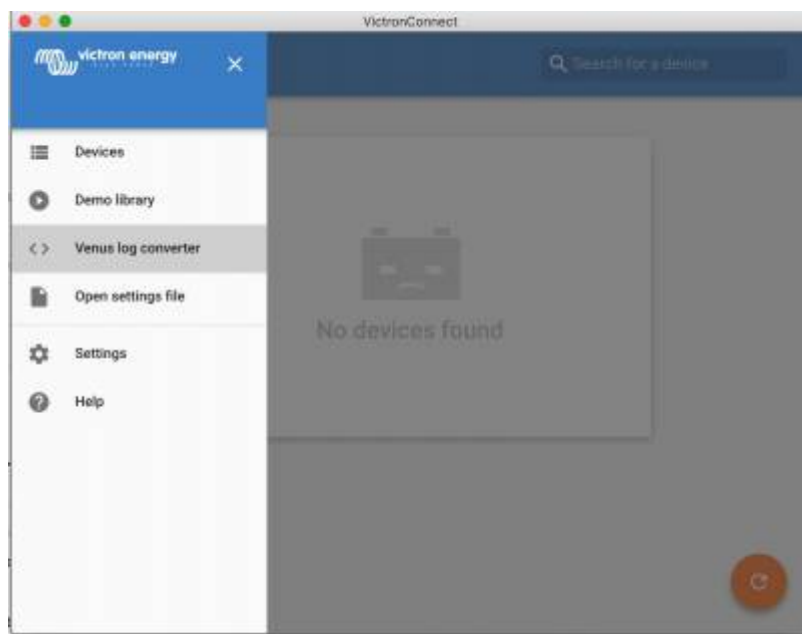 VictronConnect
victron energy
Search for a device
Devices
Demo library
Venus log converter
Open settings file
No devices found
Settings
Help